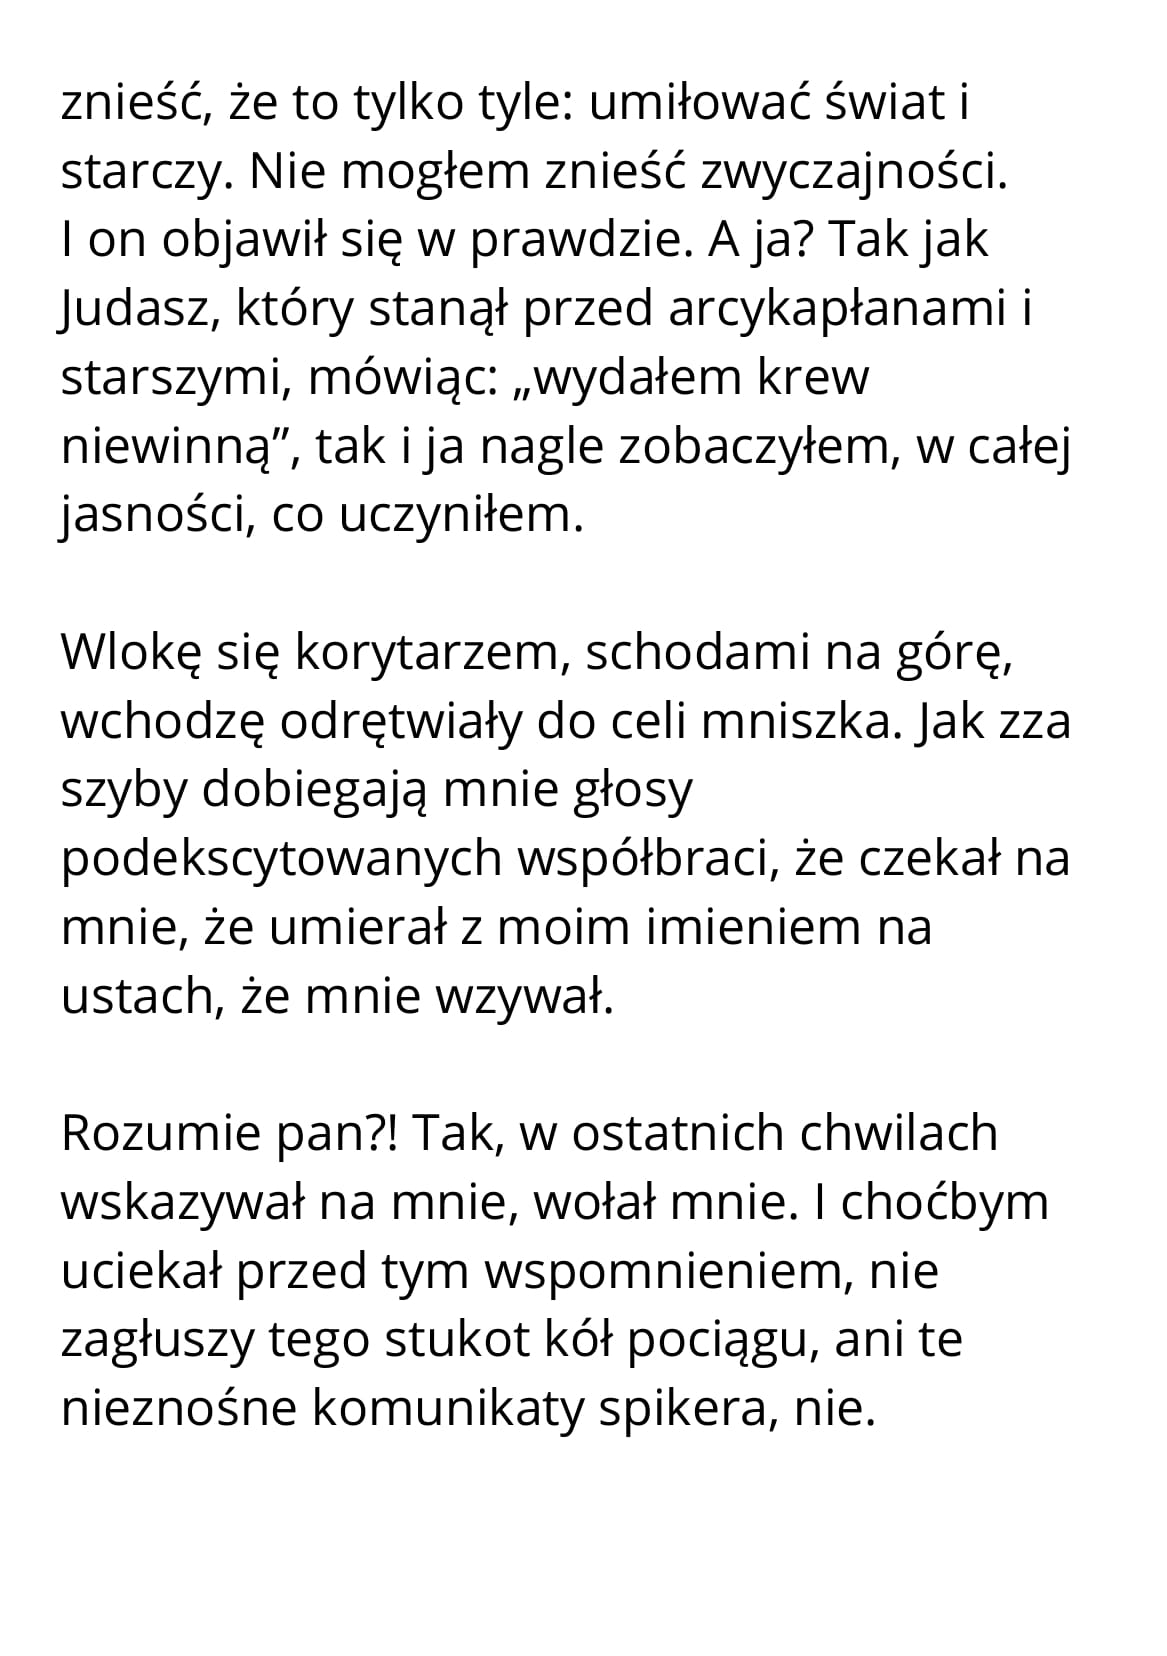 znieść, że to tylko tyle: umiłować świat i
starczy. Nie mogłem znieść zwyczajności.
I on objawił się w prawdzie. A ja? Tak jak
Judasz, który stanął przed arcykapłanami i
starszymi, mówiąc: „wydałem krew
niewinną”, tak i ja nagle zobaczyłem, w całej
jasności, co uczyniłem.

Wlokę się korytarzem, schodami na górę,
wchodzę odrętwiały do celi mniszka. Jak zza
szyby dobiegają mnie głosy
podekscytowanych współbraci, że czekał na
mnie, że umierał z moim imieniem na
ustach, że mnie wzywał.

Rozumie pan?! Tak, w ostatnich chwilach
wskazywał na mnie, wołał mnie. I choćbym
uciekał przed tym wspomnieniem, nie
zagłuszy tego stukot kół pociągu, ani te
nieznośne komunikaty spikera, nie.